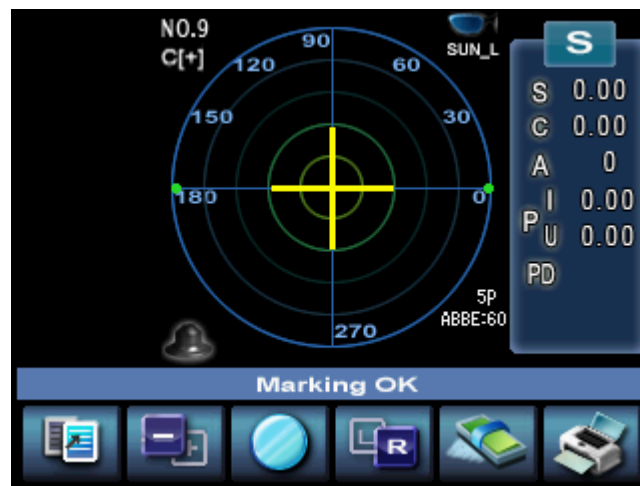 NO.9
C[+]
90
120
60
150
30
180
0
270
SUN_L
5P
ABBE:60
S
S 0.00
C 0.00
A 0
P I 0.00
U 0.00
PD
Marking OK
- +
L R